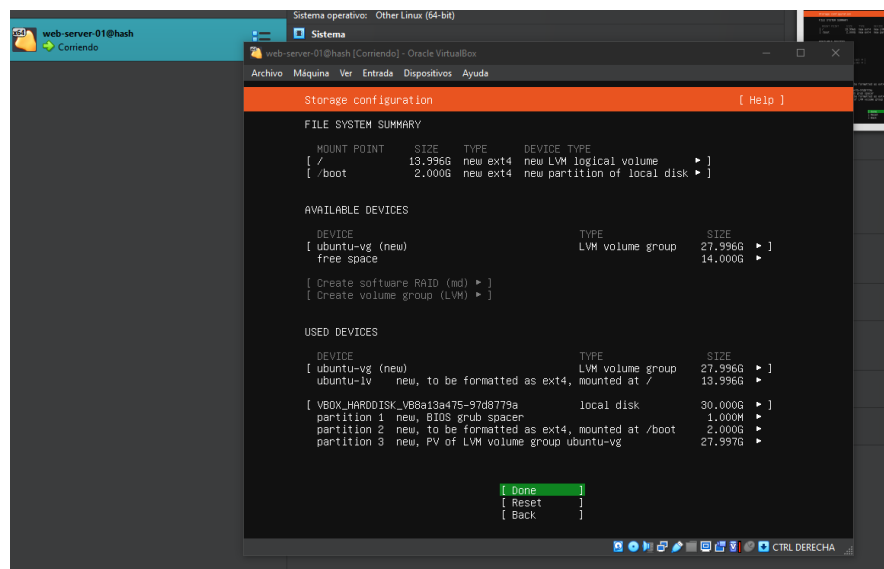 Sistema operativo: Other Linux (64-bit)
web-server-01@hash
Corriendo
Sistema
web-server-01@hash [Corriendo] - Oracle VirtualBox
Archivo Máquina Ver Entrada Dispositivos Ayuda
Storage configuration [ Help ]
FILE SYSTEM SUMMARY
MOUNT POINT SIZE TYPE DEVICE TYPE
[ / 13.996G new ext4 new LVM logical volume ▸ ]
[ /boot 2.000G new ext4 new partition of local disk ▸ ]
AVAILABLE DEVICES
DEVICE TYPE SIZE
[ ubuntu-vg (new) LVM volume group 27.996G ▸ ]
free space 14.000G ▸
[ Create software RAID (md) ▸ ]
[ Create volume group (LVM) ▸ ]
USED DEVICES
DEVICE TYPE SIZE
[ ubuntu-vg (new) LVM volume group 27.996G ▸ ]
ubuntu-lv new, to be formatted as ext4, mounted at / 13.996G ▸
[ VBOX_HARDDISK_VB8a13a475-97d8779a local disk 30.000G ▸ ]
partition 1 new, BIOS grub spacer 1.000M ▸
partition 2 new, to be formatted as ext4, mounted at /boot 2.000G ▸
partition 3 new, PV of LVM volume group ubuntu-vg 27.997G ▸
[ Done ]
[ Reset ]
[ Back ]
CTRL DERECHA